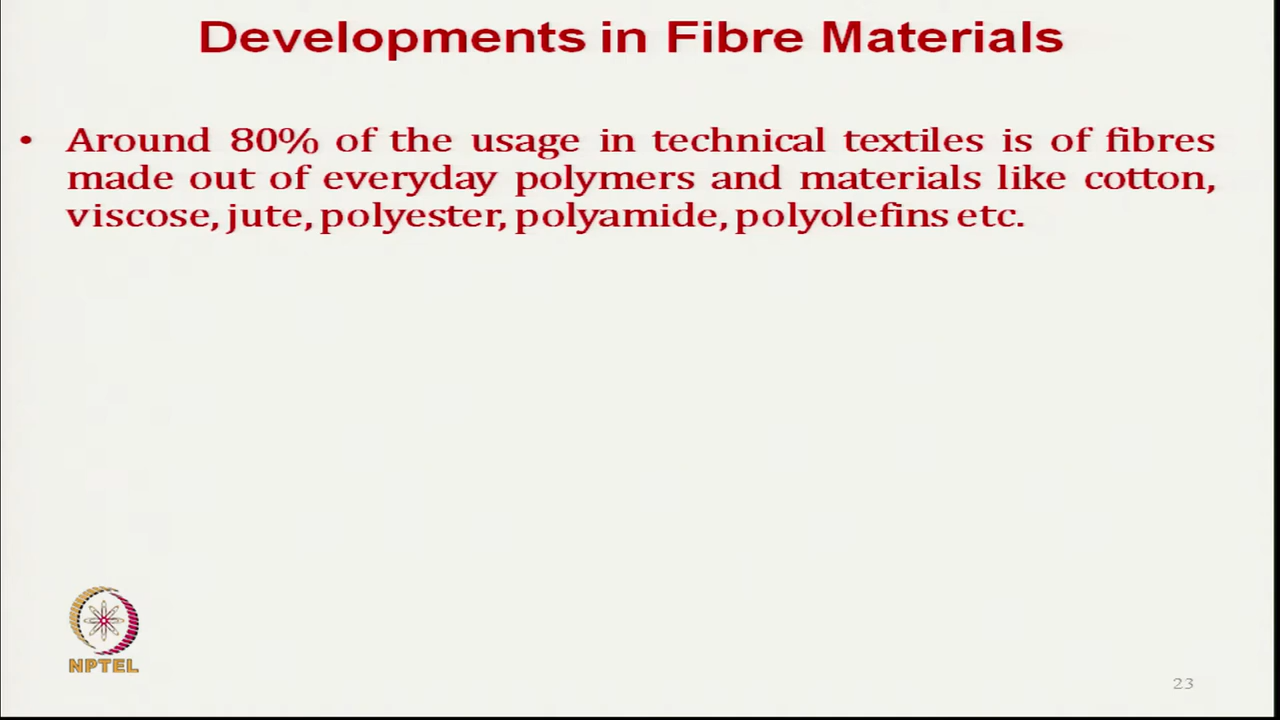 Developments in Fibre Materials
• Around 80% of the usage in technical textiles is of fibres
made out of everyday polymers and materials like cotton,
viscose, jute, polyester, polyamide, polyolefins etc.
NPTEL
23